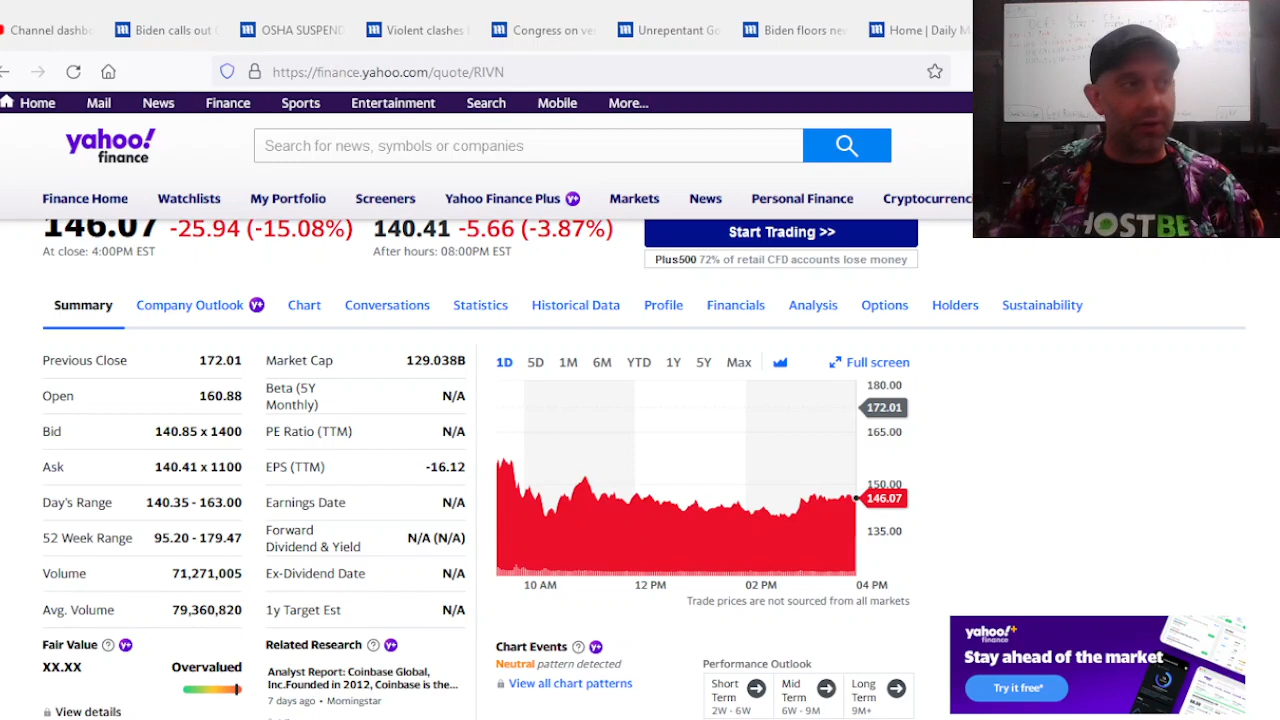 Channel dashbo
Biden calls out
OSHA SUSPEND
Violent clashes
Congress on ve
Unrepentant Go
Biden floors ne
Home | Daily M
https://finance.yahoo.com/quote/RIVN
Home Mail News Finance Sports Entertainment Search Mobile More...
yahoo!
finance
Search for news, symbols or companies
Finance Home Watchlists My Portfolio Screeners Yahoo Finance Plus Y+ Markets News Personal Finance Cryptocurrenc
146.07 -25.94 (-15.08%) 140.41 -5.66 (-3.87%)
At close: 4:00PM EST After hours: 08:00PM EST
Start Trading >>
Plus500 72% of retail CFD accounts lose money
Summary Company Outlook Y+ Chart Conversations Statistics Historical Data Profile Financials Analysis Options Holders Sustainability
Previous Close 172.01
Open 160.88
Bid 140.85 x 1400
Ask 140.41 x 1100
Day's Range 140.35 - 163.00
52 Week Range 95.20 - 179.47
Volume 71,271,005
Avg. Volume 79,360,820
Market Cap 129.038B
Beta (5Y
Monthly) N/A
PE Ratio (TTM) N/A
EPS (TTM) -16.12
Earnings Date N/A
Forward
Dividend & Yield N/A (N/A)
Ex-Dividend Date N/A
1y Target Est N/A
1D 5D 1M 6M YTD 1Y 5Y Max Full screen
180.00
172.01
165.00
150.00
146.07
135.00
10 AM 12 PM 02 PM 04 PM
Trade prices are not sourced from all markets
Fair Value ? Y+
XX.XX Overvalued
View details
Related Research ? Y+
Analyst Report: Coinbase Global,
Inc.Founded in 2012, Coinbase is the...
7 days ago • Morningstar
Chart Events ? Y+
Neutral pattern detected
View all chart patterns
Performance Outlook
Short
Term
2W - 6W
Mid
Term
6W - 9M
Long
Term
9M+
yahoo!+
finance
Stay ahead of the market
Try it free*
HOSTBE